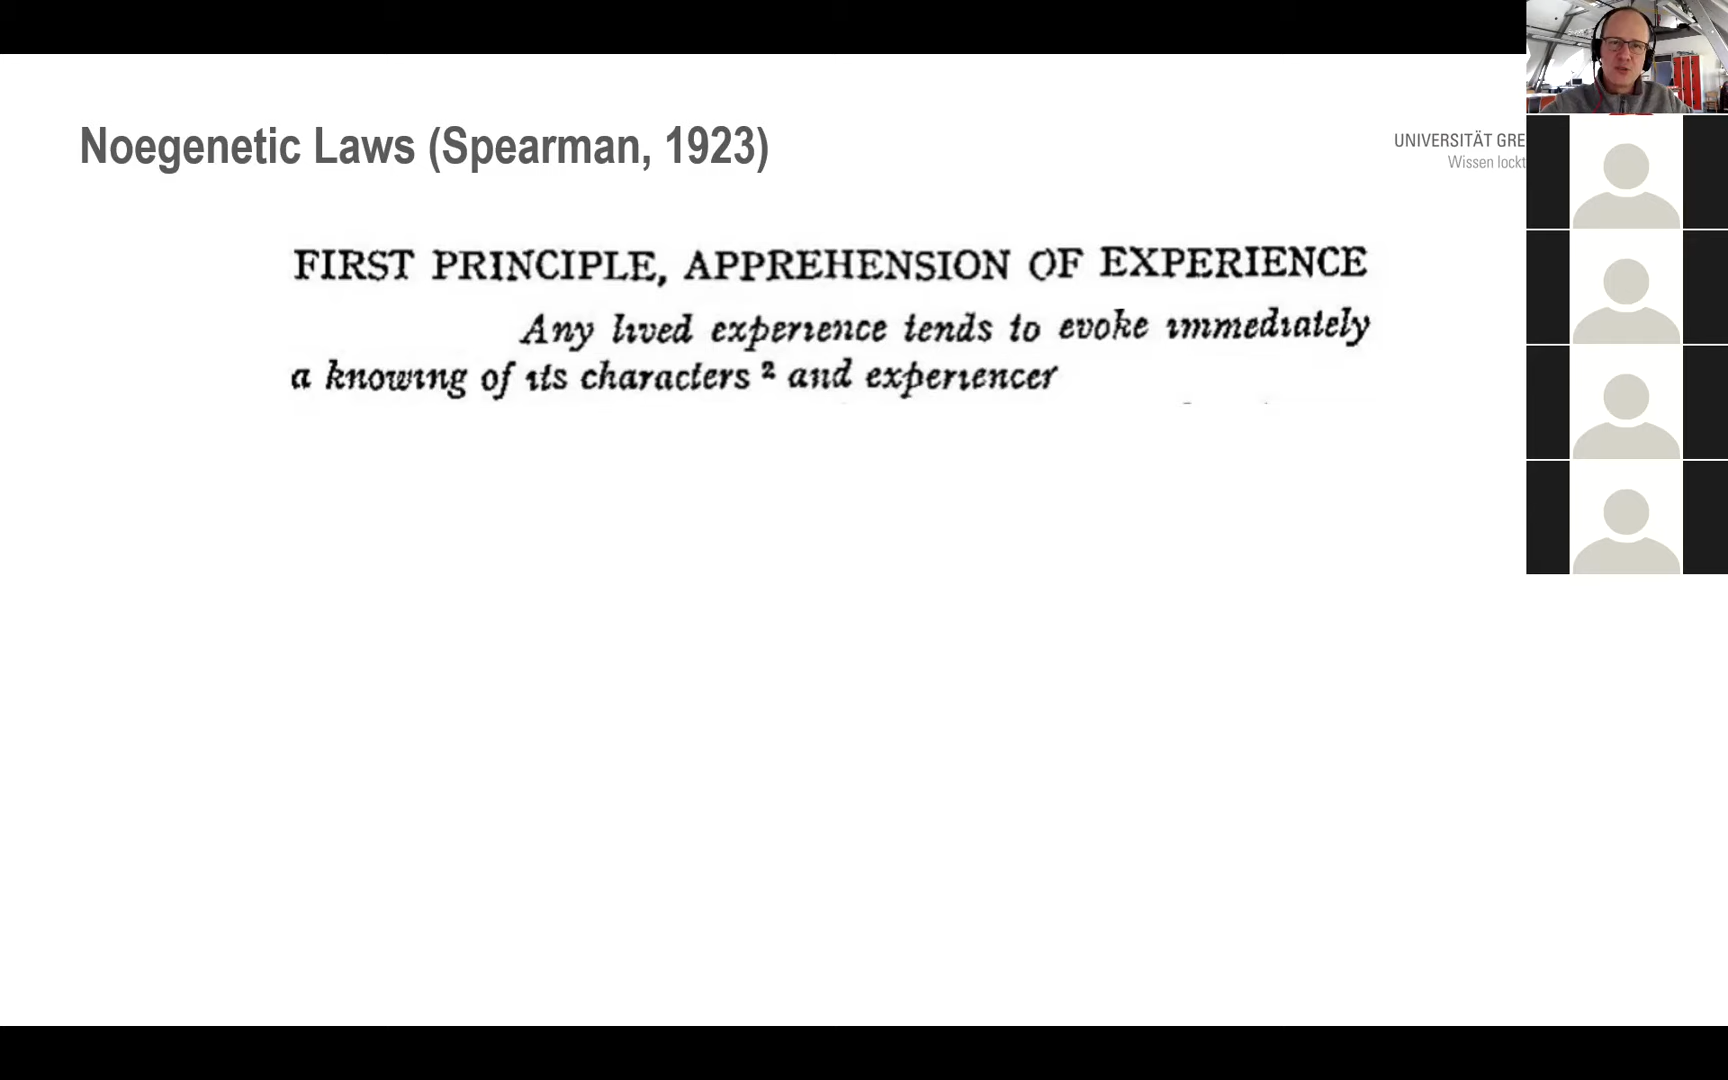 Noegenetic Laws (Spearman, 1923)
UNIVERSITÄT GRE
Wissen lockt
FIRST PRINCIPLE, APPREHENSION OF EXPERIENCE
Any lived experience tends to evoke immediately
a knowing of its characters ² and experiencer